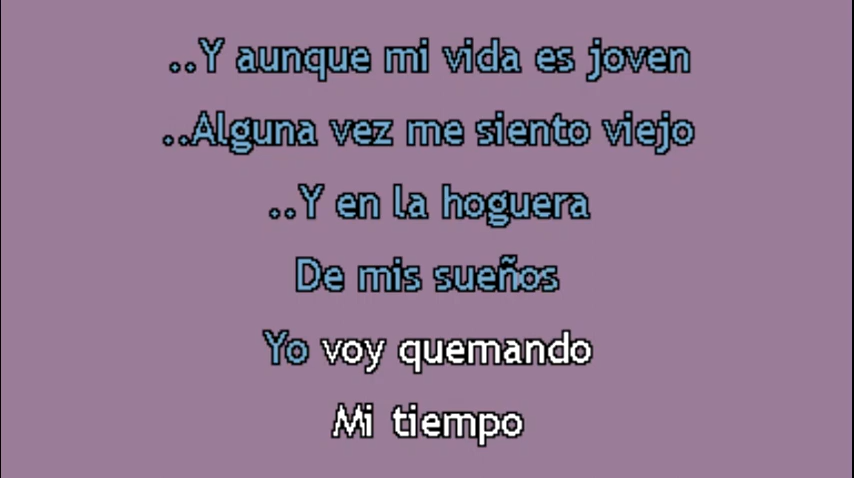 ..Y aunque mi vida es joven
..Alguna vez me siento viejo
..Y en la hoguera
De mis sueños
Yo voy quemando
Mi tiempo